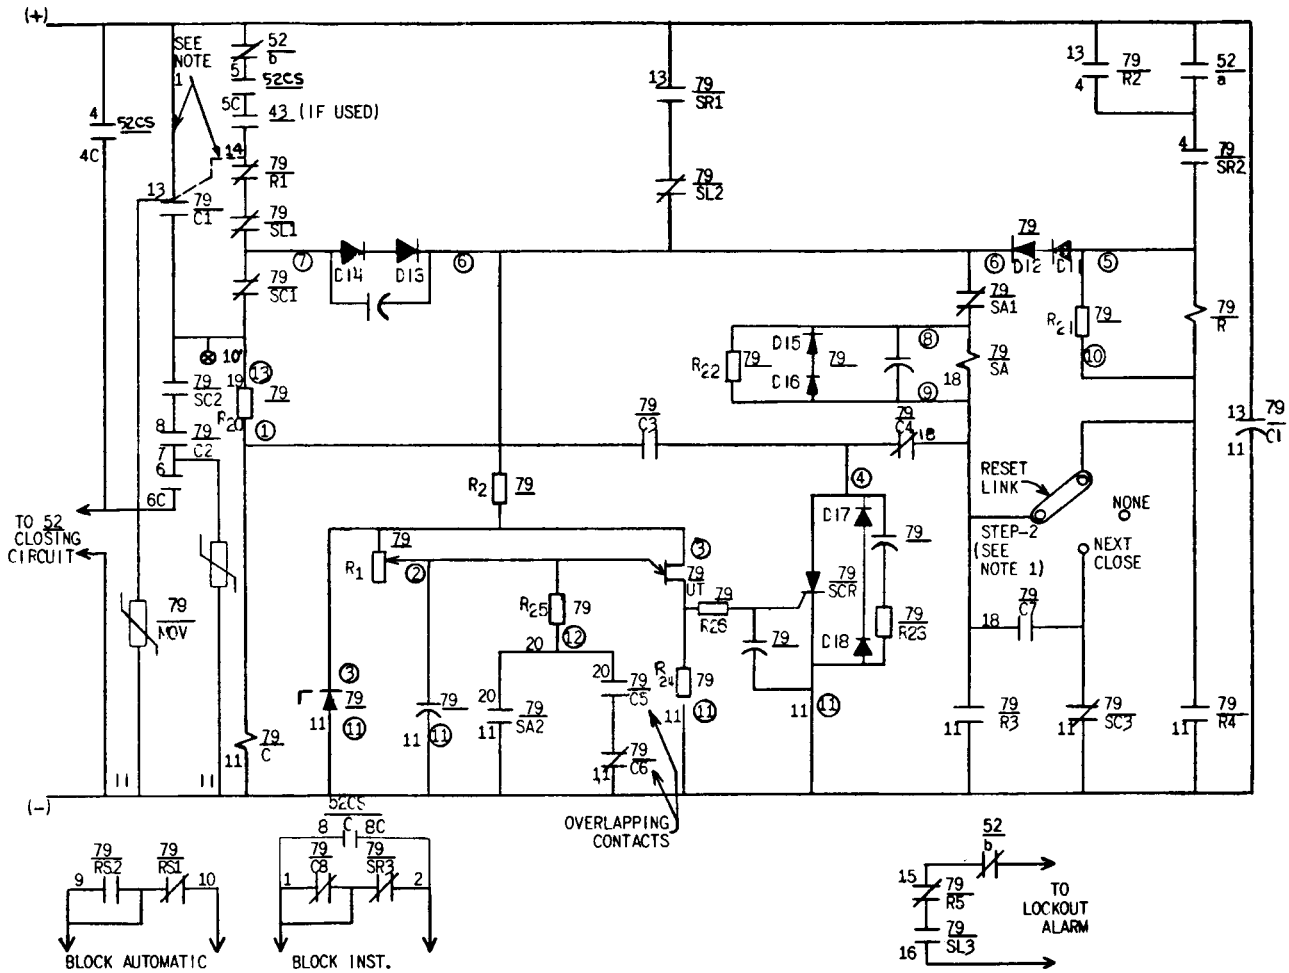 (+)
SEE
NOTE
1
52
b
5
52CS
5C
43 (IF USED)
4
52CS
4C
14
79
R1
13
79
C1
79
SL1
13
79
SR1
79
SL2
13
79
R2
4
52
a
4
79
SR2
7
D14
D13
6
6
79
D12
D11
5
79
SC1
79
SA1
R21
79
10
79
R
10
79
SC2
19
13
79
R20
1
R22
79
D15
D16
79
8
9
79
SA
18
79
C3
79
C4
18
13
79
C1
11
8
79
C2
7
6
6C
R2
79
4
RESET
LINK
NONE
TO 52
CLOSING
CIRCUIT
STEP-2
(SEE
NOTE 1)
NEXT
CLOSE
79
R1
2
3
79
UT
D17
79
79
SCR
D18
79
R23
R25
79
12
79
R26
79
79
MOV
20
R24
79
18
79
C7
3
79
11
11
79
11
11
20
79
SA2
11
20
79
C5
79
C6
11
11
11
11
11
79
R3
11
79
SC3
11
79
R4
11
79
C
11
11
11
(-)
OVERLAPPING
CONTACTS
52CS
C
8
8C
79
RS2
79
RS1
9
10
BLOCK AUTOMATIC
79
C8
79
SR3
1
2
BLOCK INST.
52
b
15
79
R5
79
SL3
16
TO
LOCKOUT
ALARM